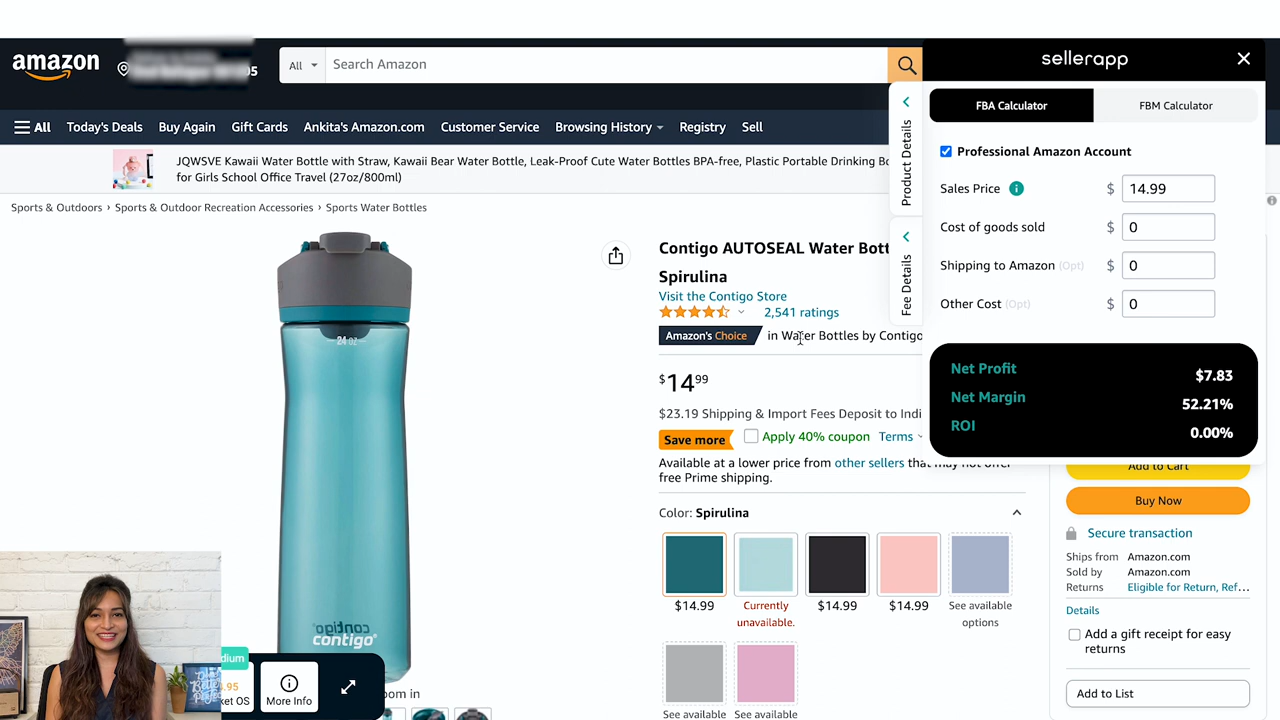 amazon
All
Search Amazon
sellerapp
All
Today's Deals
Buy Again
Gift Cards
Ankita's Amazon.com
Customer Service
Browsing History
Registry
Sell
JQWSVE Kawaii Water Bottle with Straw, Kawaii Bear Water Bottle, Leak-Proof Cute Water Bottles BPA-free, Plastic Portable Drinking
for Girls School Office Travel (27oz/800ml)
Sports & Outdoors › Sports & Outdoor Recreation Accessories › Sports Water Bottles
24 OZ
contigo
contigo
Contigo AUTOSEAL Water
Spirulina
Visit the Contigo Store
2,541 ratings
Amazon's Choice in Water Bottles by Contigo
$14.99
$23.19 Shipping & Import Fees Deposit to
Save more Apply 40% coupon Terms
Available at a lower price from other sellers that may not offer
free Prime shipping.
Color: Spirulina
$14.99
Currently
unavailable.
$14.99
$14.99
See available
options
See available
See available
Product Details
Fee Details
FBA Calculator
FBM Calculator
Professional Amazon Account
Sales Price $ 14.99
Cost of goods sold $ 0
Shipping to Amazon (Opt) $ 0
Other Cost (Opt) $ 0
Net Profit $7.83
Net Margin 52.21%
ROI 0.00%
Add to Cart
Buy Now
Secure transaction
Ships from Amazon.com
Sold by Amazon.com
Returns Eligible for Return, Ref...
Details
Add a gift receipt for easy
returns
Add to List
More Info